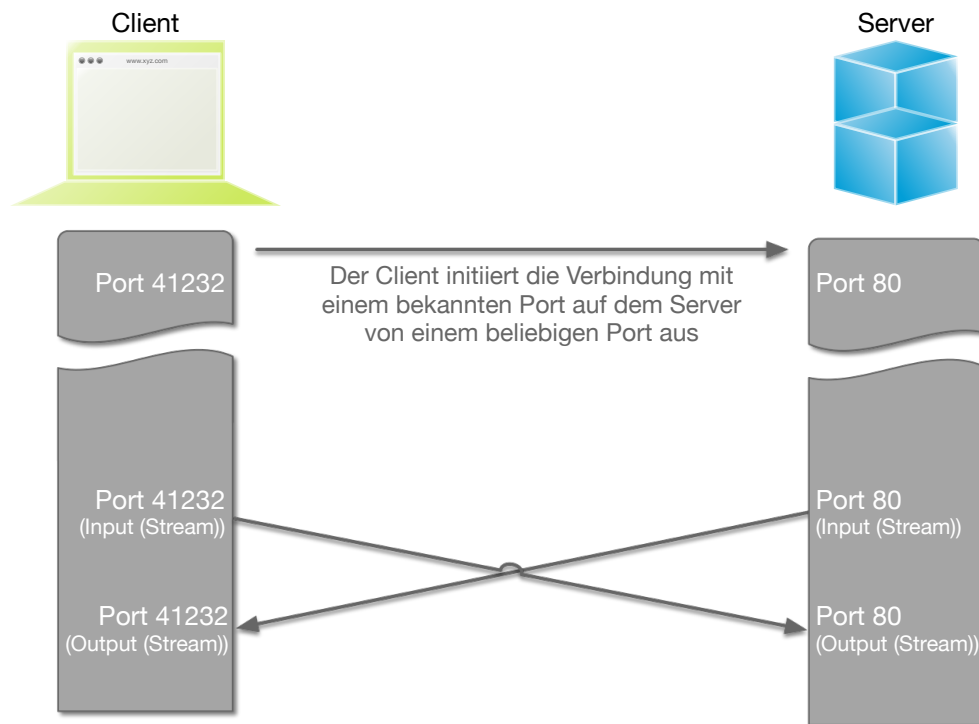 Client
Server
www.xyz.com
Port 41232
Der Client initiiert die Verbindung mit
einem bekannten Port auf dem Server
von einem beliebigen Port aus
Port 80
Port 41232
(Input (Stream))
Port 80
(Input (Stream))
Port 41232
(Output (Stream))
Port 80
(Output (Stream))